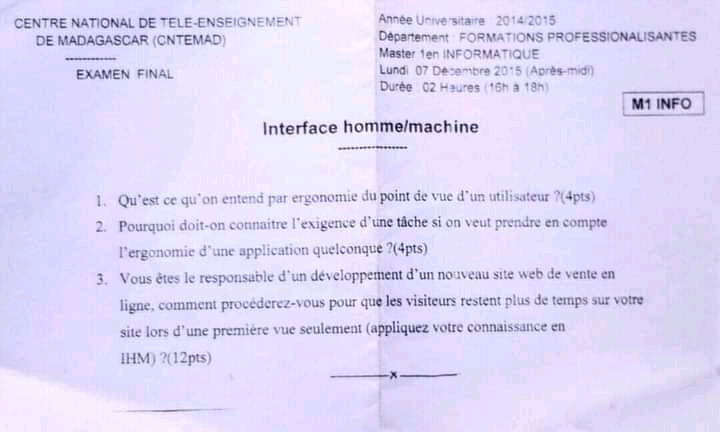 CENTRE NATIONAL DE TELE-ENSEIGNEMENT
DE MADAGASCAR (CNTEMAD)
------------
EXAMEN FINAL
Année Universitaire 2014/2015
Département : FORMATIONS PROFESSIONALISANTES
Master 1en INFORMATIQUE
Lundi 07 Décembre 2015 (Après-midi)
Durée 02 Heures (16h à 18h)
M1 INFO
Interface homme/machine
-----------------
1. Qu'est ce qu'on entend par ergonomie du point de vue d'un utilisateur ?(4pts)
2. Pourquoi doit-on connaitre l'exigence d'une tâche si on veut prendre en compte
l'ergonomie d'une application quelconque ?(4pts)
3. Vous êtes le responsable d'un développement d'un nouveau site web de vente en
ligne, comment procéderez-vous pour que les visiteurs restent plus de temps sur votre
site lors d'une première vue seulement (appliquez votre connaissance en
IHM) ?(12pts)